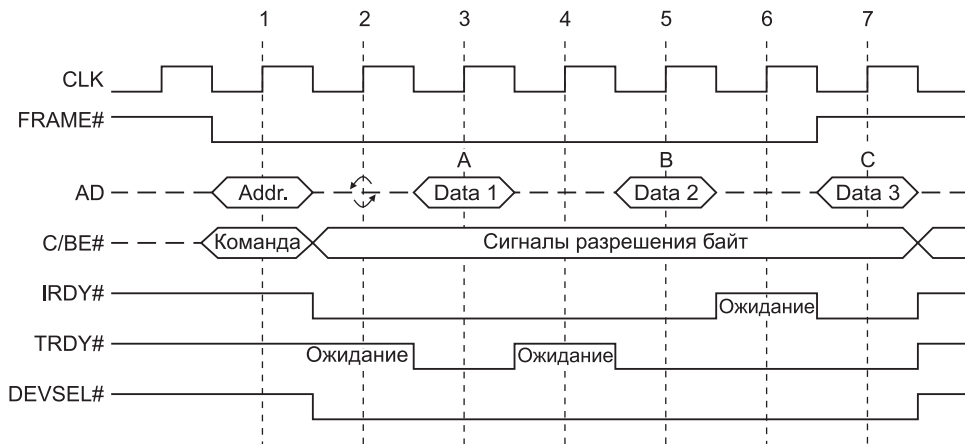 1 2 3 4 5 6 7
CLK
FRAME#
A B C
AD Addr. Data 1 Data 2 Data 3
C/BE# Команда Сигналы разрешения байт
IRDY# Ожидание
TRDY# Ожидание Ожидание
DEVSEL#